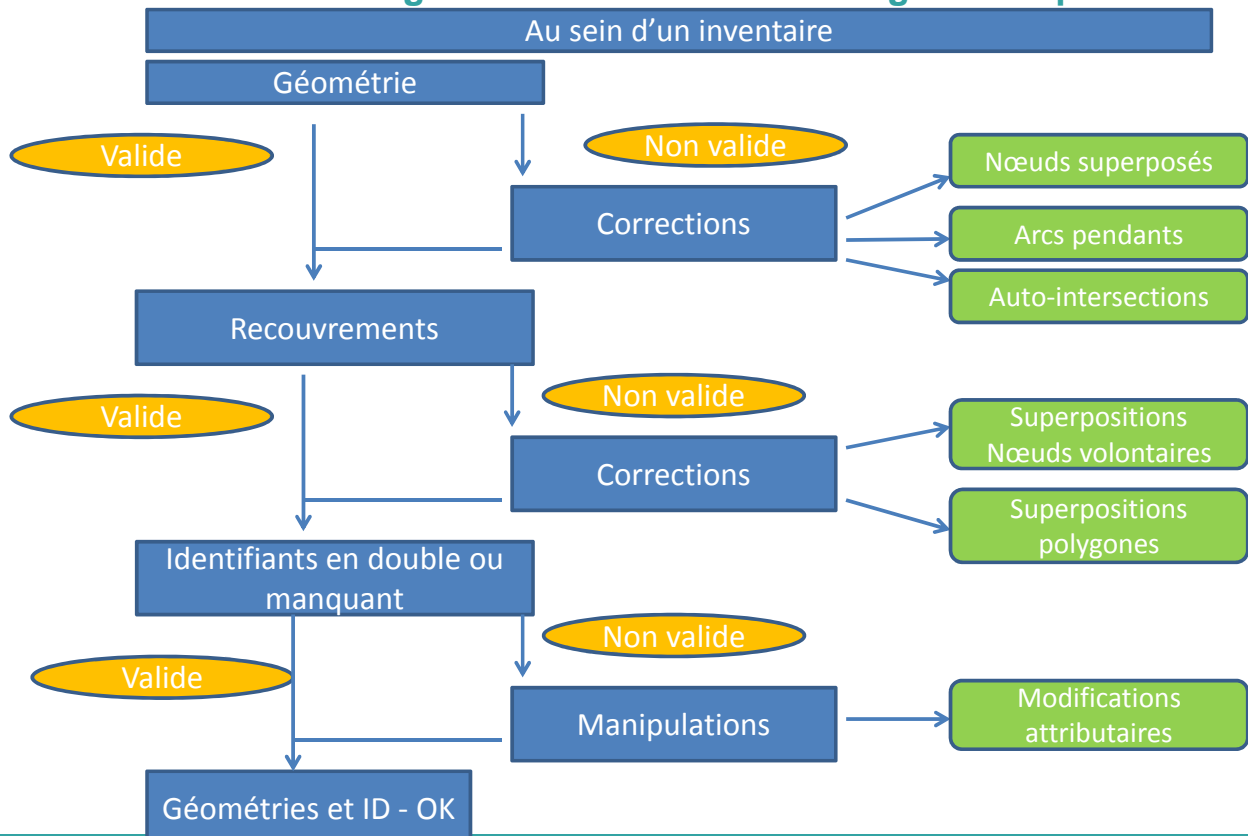 Au sein d'un inventaire
Géométrie
Valide
Non valide
Nœuds superposés
Corrections
Arcs pendants
Auto-intersections
Recouvrements
Valide
Non valide
Superpositions
Nœuds volontaires
Corrections
Superpositions
polygones
Identifiants en double ou
manquant
Non valide
Valide
Manipulations
Modifications
attributaires
Géométries et ID - OK